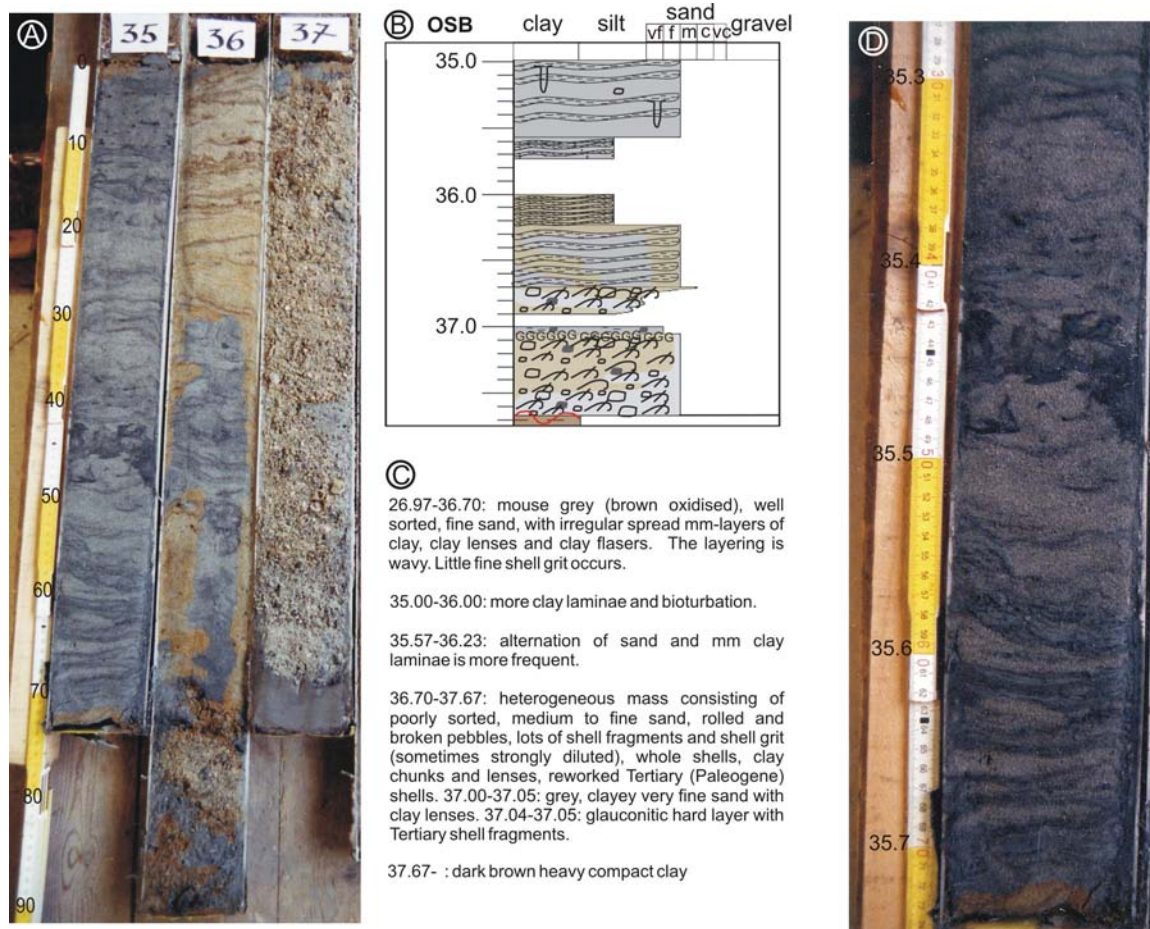 A
35
36
37
0
10
20
30
40
50
60
70
80
90
B
OSB
clay
silt
sand
gravel
vf f m c vc
35.0
36.0
37.0
GGGGGG GGGGGGG GG
C
26.97-36.70: mouse grey (brown oxidised), well
sorted, fine sand, with irregular spread mm-layers of
clay, clay lenses and clay flasers. The layering is
wavy. Little fine shell grit occurs.
35.00-36.00: more clay laminae and bioturbation.
35.57-36.23: alternation of sand and mm clay
laminae is more frequent.
36.70-37.67: heterogeneous mass consisting of
poorly sorted, medium to fine sand, rolled and
broken pebbles, lots of shell fragments and shell grit
(sometimes strongly diluted), whole shells, clay
chunks and lenses, reworked Tertiary (Paleogene)
shells. 37.00-37.05: grey, clayey very fine sand with
clay lenses. 37.04-37.05: glauconitic hard layer with
Tertiary shell fragments.
37.67- : dark brown heavy compact clay
D
35.3
35.4
35.5
35.6
35.7